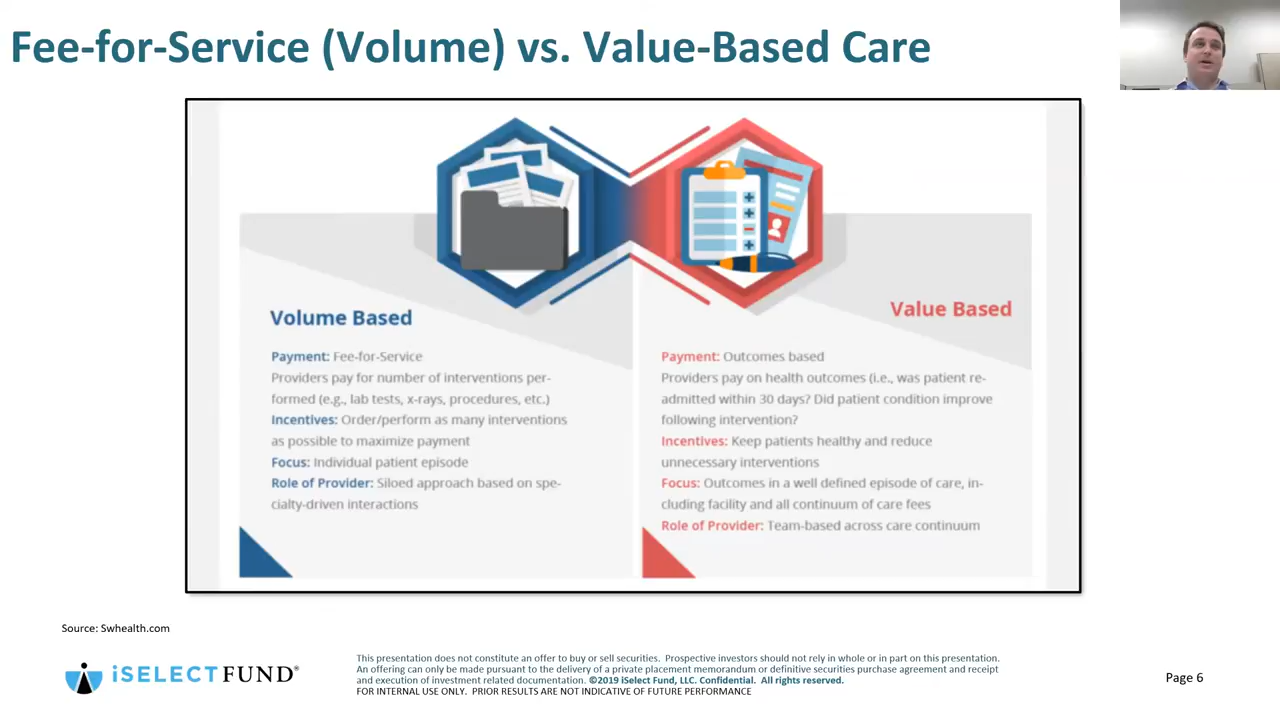 Fee-for-Service (Volume) vs. Value-Based Care
Volume Based
Payment: Fee-for-Service
Providers pay for number of interventions per-
formed (e.g., lab tests, x-rays, procedures, etc.)
Incentives: Order/perform as many interventions
as possible to maximize payment
Focus: Individual patient episode
Role of Provider: Siloed approach based on spe-
cialty-driven interactions
Value Based
Payment: Outcomes based
Providers pay on health outcomes (i.e., was patient re-
admitted within 30 days? Did patient condition improve
following intervention?
Incentives: Keep patients healthy and reduce
unnecessary interventions
Focus: Outcomes in a well defined episode of care, in-
cluding facility and all continuum of care fees
Role of Provider: Team-based across care continuum
Source: Swhealth.com
iSELECTFUND®
This presentation does not constitute an offer to buy or sell securities. Prospective investors should not rely in whole or in part on this presentation.
An offering can only be made pursuant to the delivery of a private placement memorandum or definitive securities purchase agreement and receipt
and execution of investment related documentation. ©2019 iSelect Fund, LLC. Confidential. All rights reserved.
FOR INTERNAL USE ONLY. PRIOR RESULTS ARE NOT INDICATIVE OF FUTURE PERFORMANCE
Page 6